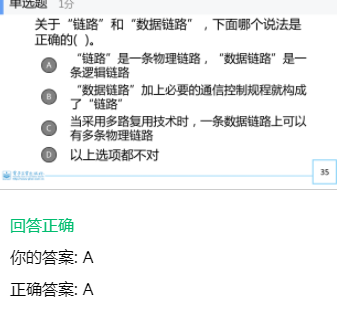 单选题 1分
关于“链路”和“数据链路”，下面哪个说法是
正确的( )。
A “链路”是一条物理链路，“数据链路”是一
条逻辑链路
B “数据链路”加上必要的通信控制规程就构成
了“链路”
C 当采用多路复用技术时，一条数据链路上可以
有多条物理链路
D 以上选项都不对
35
回答正确
你的答案: A
正确答案: A